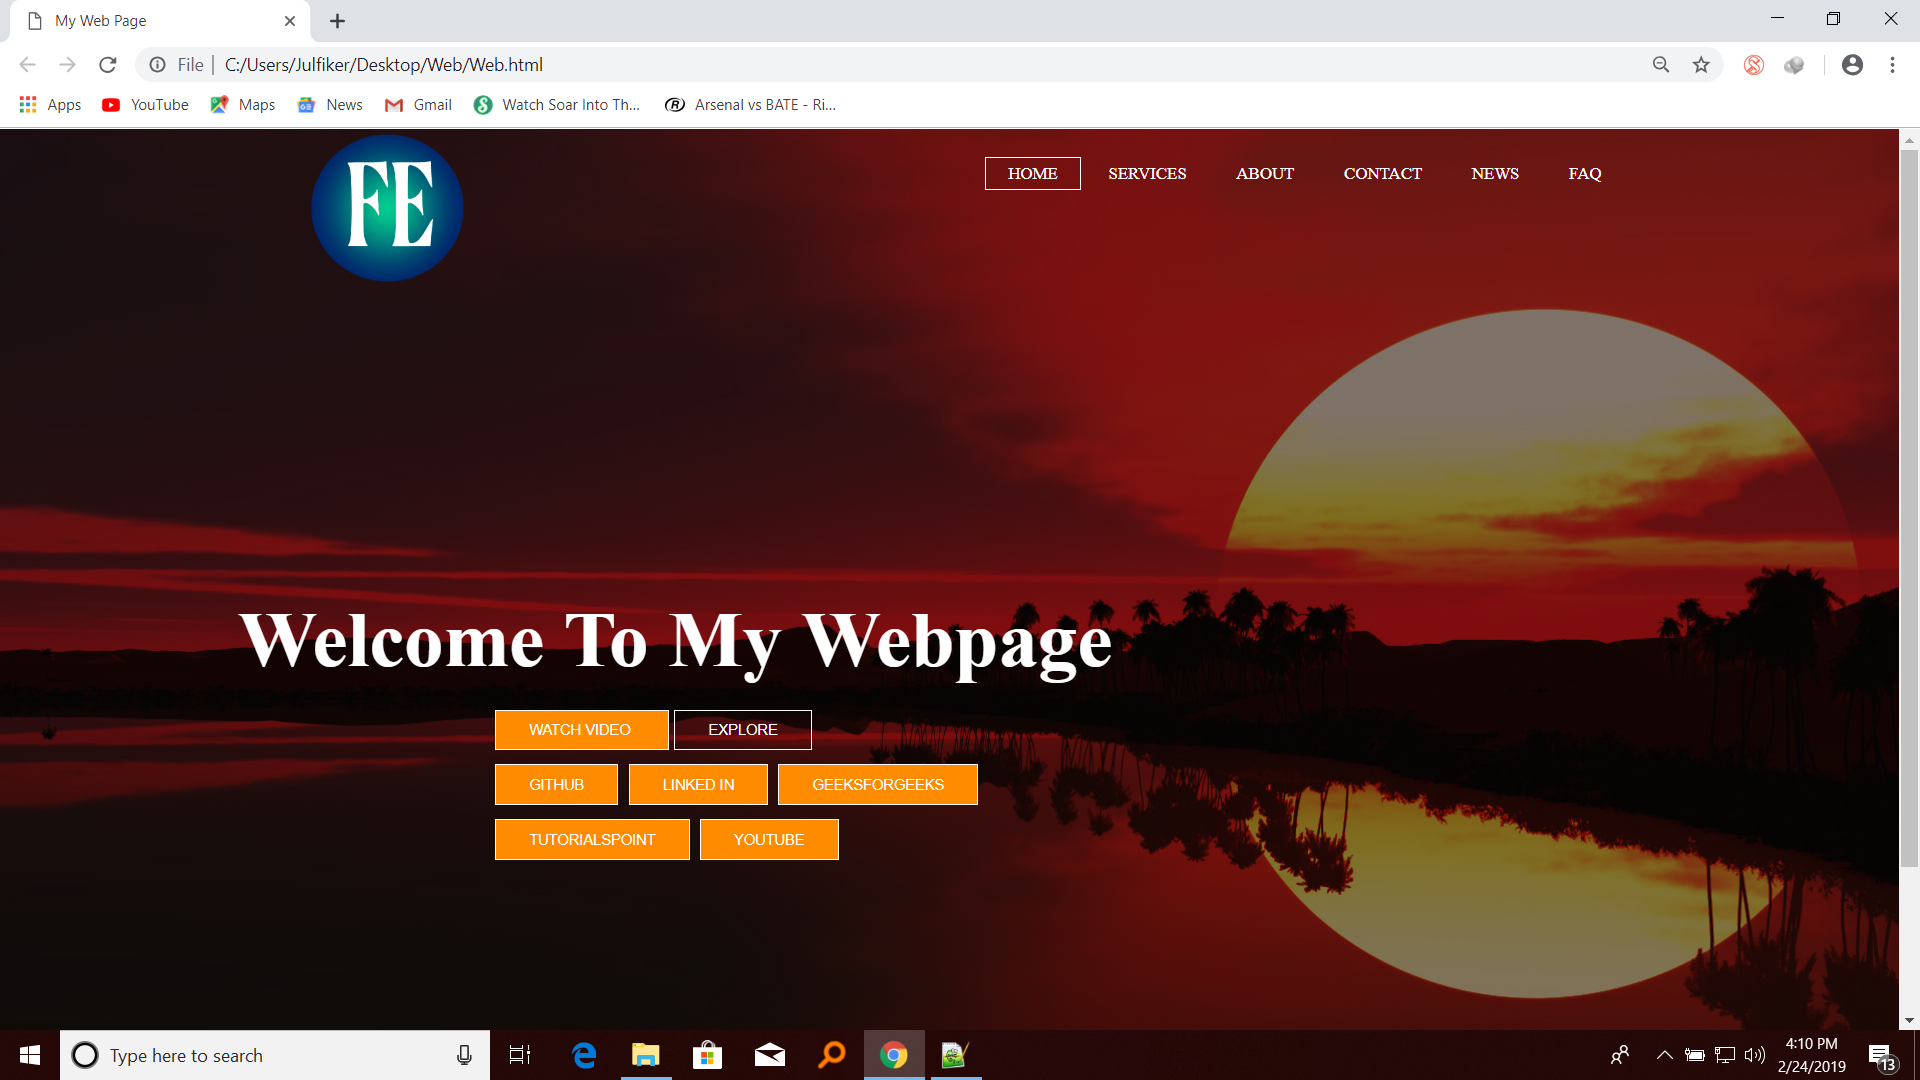 My Web Page
File | C:/Users/Julfiker/Desktop/Web/Web.html
Apps YouTube Maps News Gmail Watch Soar Into Th... Arsenal vs BATE - Ri...
FE
HOME SERVICES ABOUT CONTACT NEWS FAQ
Welcome To My Webpage
WATCH VIDEO EXPLORE
GITHUB LINKED IN GEEKSFORGEEKS
TUTORIALSPOINT YOUTUBE
Type here to search
4:10 PM
2/24/2019
13